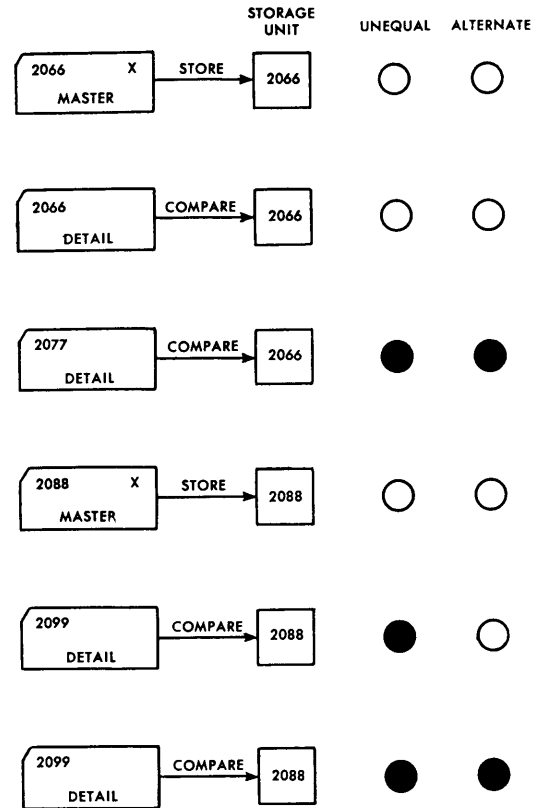 STORAGE
UNIT UNEQUAL ALTERNATE
2066 X STORE 2066
MASTER
2066 COMPARE 2066
DETAIL
2077 COMPARE 2066
DETAIL
2088 X STORE 2088
MASTER
2099 COMPARE 2088
DETAIL
2099 COMPARE 2088
DETAIL